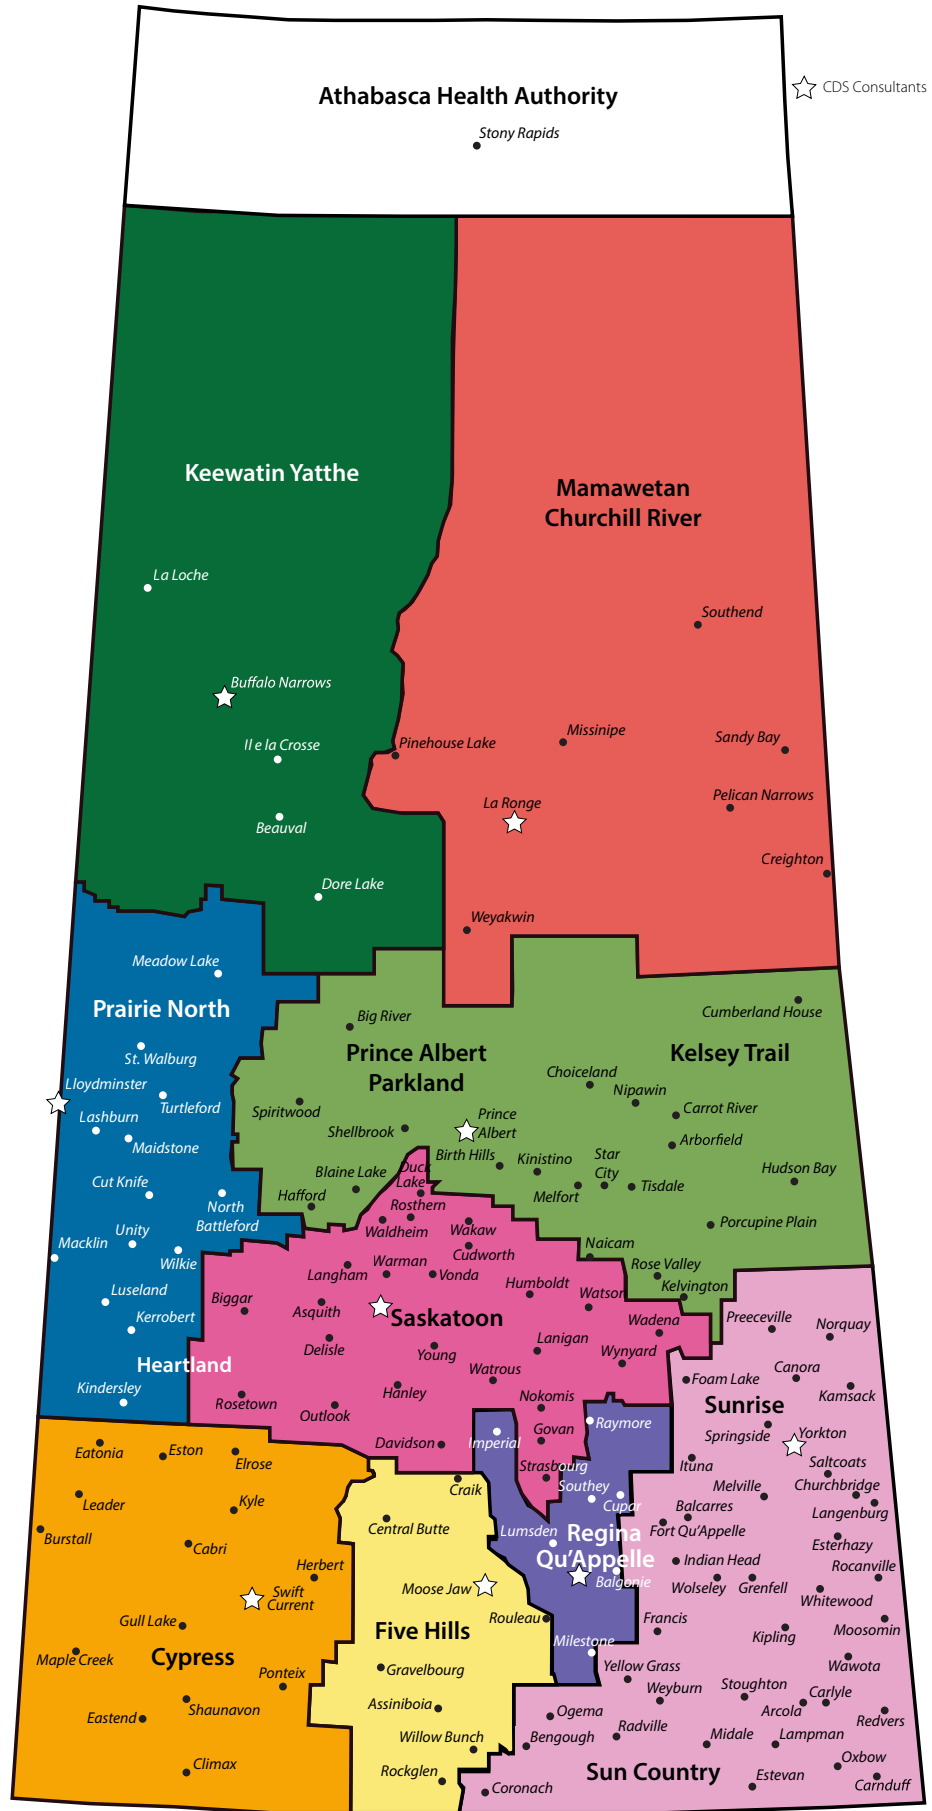 Athabasca Health Authority
CDS Consultants
Stony Rapids
Keewatin Yatthe
Mamawetan
Churchill River
La Loche
Southend
Buffalo Narrows
Il e la Crosse
Pinehouse Lake
Missinipe
Sandy Bay
La Ronge
Pelican Narrows
Beauval
Creighton
Dore Lake
Weyakwin
Meadow Lake
Prairie North
Big River
Cumberland House
St. Walburg
Prince Albert
Parkland
Kelsey Trail
Lloydminster
Turtleford
Choiceland
Nipawin
Spiritwood
Carrot River
Lashburn
Shellbrook
Prince
Albert
Maidstone
Arborfield
Birth Hills
Kinistino
Star
City
Hudson Bay
Cut Knife
Blaine Lake
Duck
Lake
Melfort
Tisdale
Hafford
North
Battleford
Rosthern
Waldheim
Wakaw
Porcupine Plain
Unity
Macklin
Wilkie
Cudworth
Naicam
Langham
Warman
Vonda
Rose Valley
Luseland
Humboldt
Kelvington
Biggar
Watson
Kerrobert
Asquith
Saskatoon
Wadena
Preeceville
Norquay
Delisle
Young
Lanigan
Wynyard
Heartland
Watrous
Foam Lake
Canora
Kindersley
Hanley
Kamsack
Rosetown
Outlook
Nokomis
Sunrise
Govan
Raymore
Springside
Yorkton
Eatonia
Eston
Elrose
Davidson
Imperial
Strasbourg
Ituna
Saltcoats
Craik
Southey
Melville
Churchbridge
Leader
Kyle
Cupar
Balcarres
Langenburg
Burstall
Central Butte
Lumsden
Regina
Qu’Appelle
Fort Qu’Appelle
Esterhazy
Cabri
Indian Head
Rocanville
Herbert
Moose Jaw
Balgonie
Wolseley
Grenfell
Swift
Current
Whitewood
Gull Lake
Rouleau
Francis
Five Hills
Kipling
Moosomin
Maple Creek
Cypress
Milestone
Ponteix
Gravelbourg
Yellow Grass
Wawota
Shaunavon
Assiniboia
Weyburn
Stoughton
Carlyle
Arcola
Eastend
Ogema
Redvers
Willow Bunch
Bengough
Radville
Midale
Lampman
Climax
Rockglen
Sun Country
Oxbow
Estevan
Carnduff
Coronach